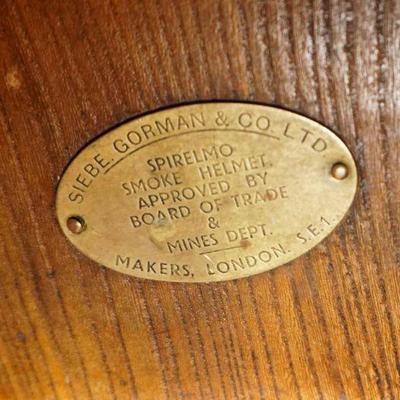 SIEBE. GORMAN & CO. LTD.
SPIRELMO
SMOKE HELMET.
APPROVED BY
BOARD OF TRADE
&
MINES DEPT.
MAKERS, LONDON. S.E.1.